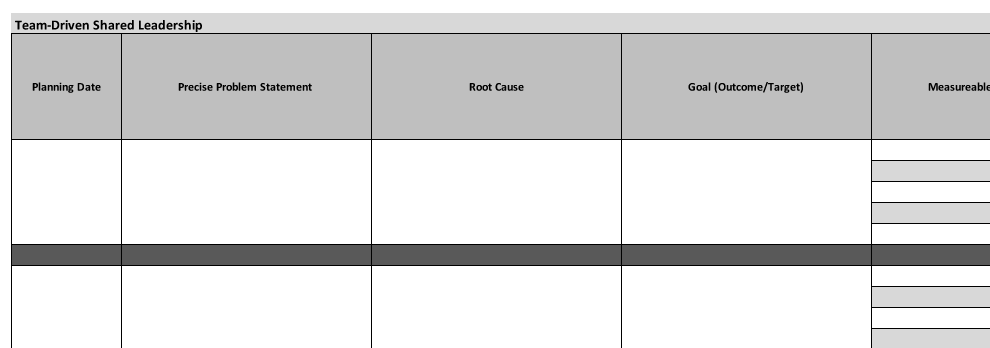 Team-Driven Shared Leadership
Planning Date
Precise Problem Statement
Root Cause
Goal (Outcome/Target)
Measureable